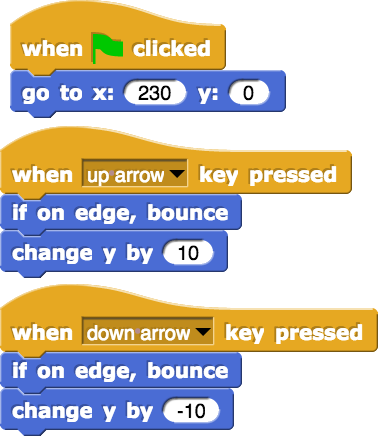 when clicked
go to x: 230 y: 0
when up arrow key pressed
if on edge, bounce
change y by 10
when down arrow key pressed
if on edge, bounce
change y by -10